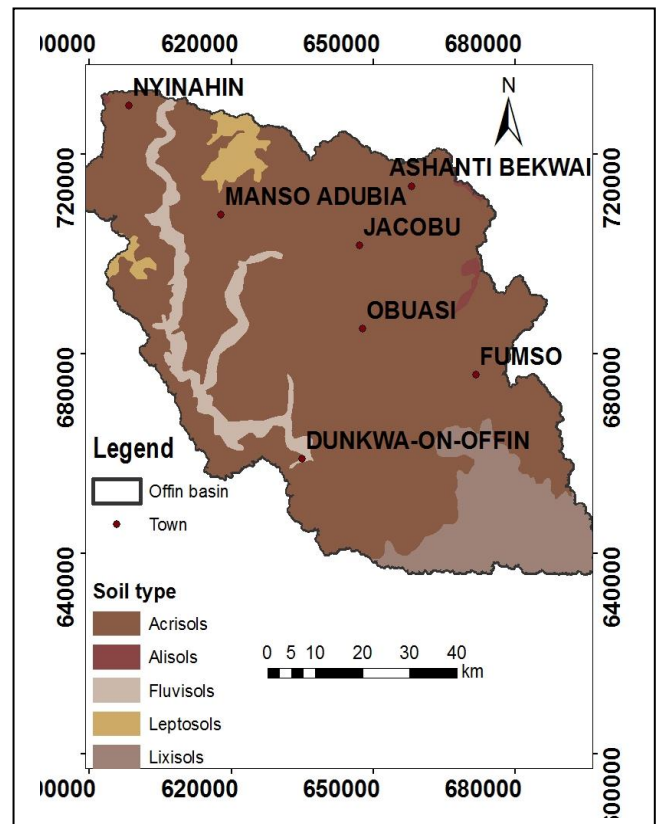 00000 620000 650000 680000
N
NYINAHIN
ASHANTI BEKWAI
720000 720000
MANSO ADUBIA
JACOBU
OBUASI
680000 680000
FUMSO
DUNKWA-ON-OFFIN
Legend
Offin basin
Town
640000 640000
Soil type
Acrisols
Alisols
Fluvisols
Leptosols
Lixisols
0 5 10 20 30 40
km
00000
00000 620000 650000 680000